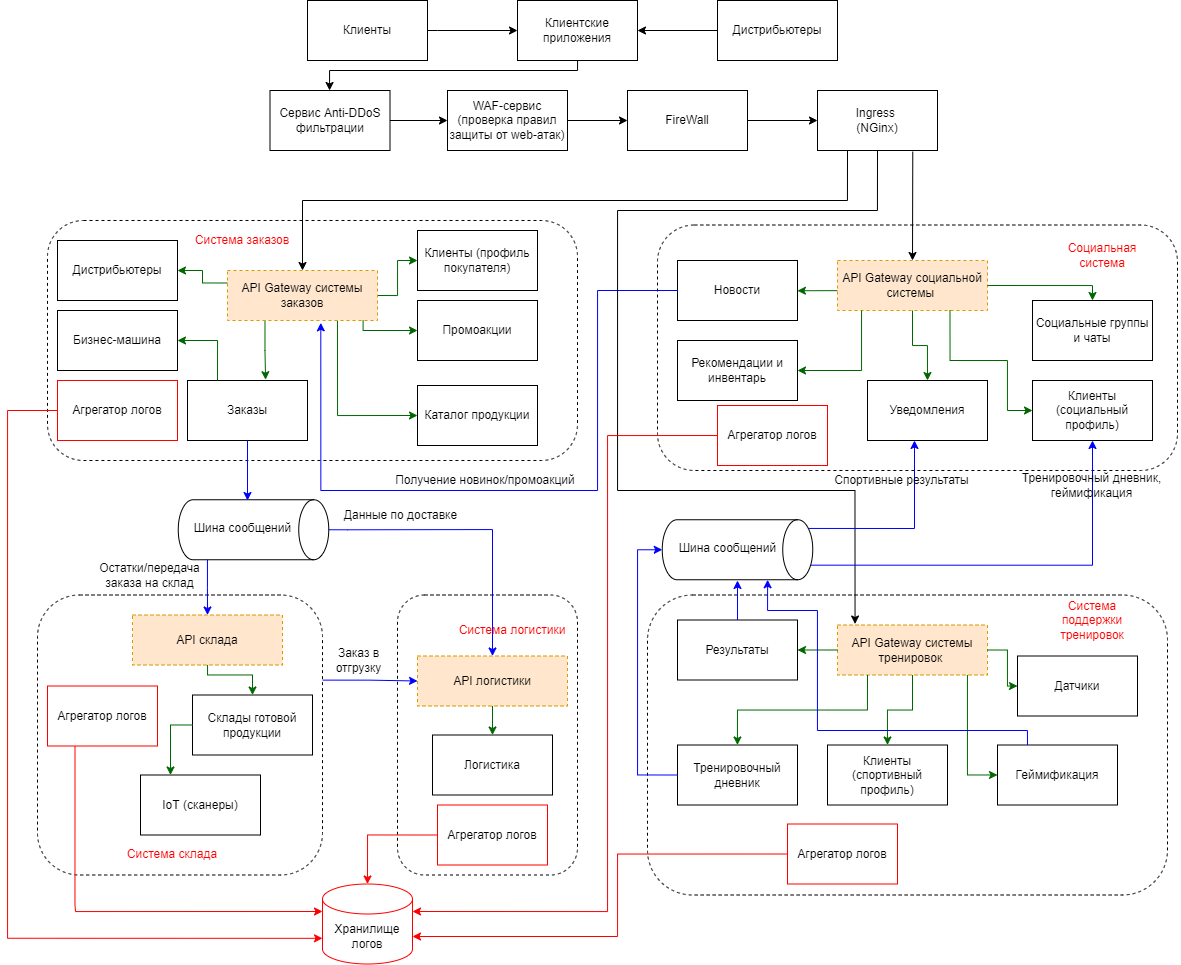 Клиенты
Клиентские
приложения
Дистрибьютеры
Сервис Anti-DDoS
фильтрации
WAF-сервис
(проверка правил
защиты от web-атак)
FireWall
Ingress
(NGinx)
Система заказов
Дистрибьютеры
API Gateway системы
заказов
Клиенты (профиль
покупателя)
Бизнес-машина
Промоакции
Агрегатор логов
Заказы
Каталог продукции
Социальная
система
Новости
API Gateway социальной
системы
Социальные группы
и чаты
Рекомендации и
инвентарь
Уведомления
Клиенты
(социальный
профиль)
Агрегатор логов
Получение новинок/промоакций
Спортивные результаты
Тренировочный дневник,
геймификация
Шина сообщений
Данные по доставке
Шина сообщений
Остатки/передача
заказа на склад
API склада
Заказ в
отгрузку
Система логистики
API логистики
Агрегатор логов
Склады готовой
продукции
Логистика
IoT (сканеры)
Система склада
Агрегатор логов
Система
поддержки
тренировок
Результаты
API Gateway системы
тренировок
Датчики
Тренировочный
дневник
Клиенты
(спортивный
профиль)
Геймификация
Агрегатор логов
Хранилище
логов